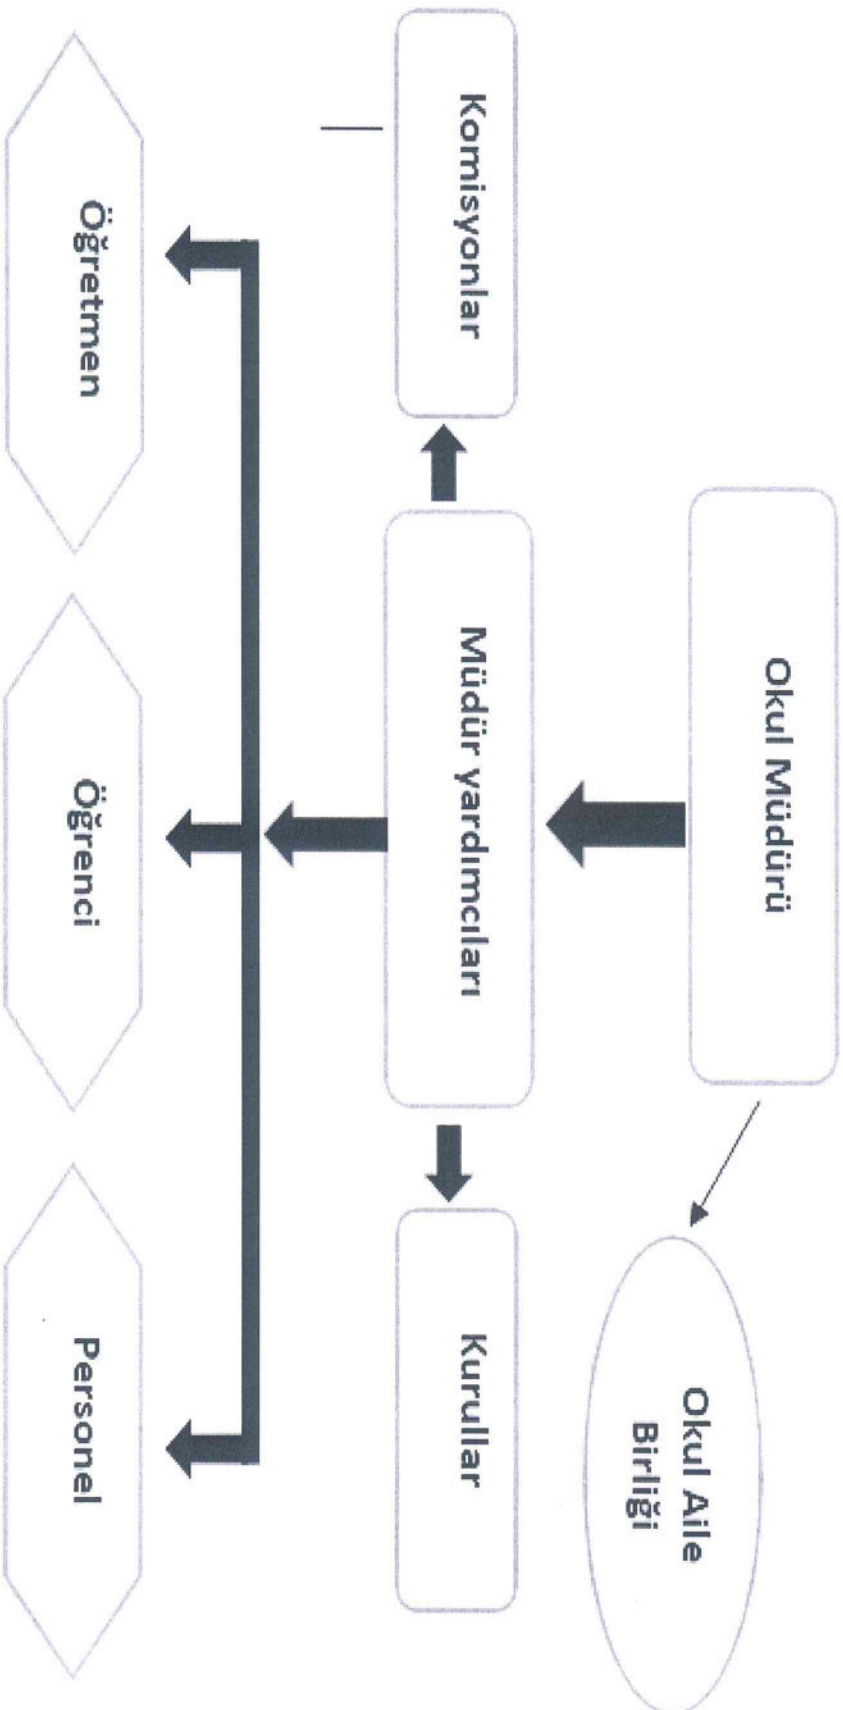 Okul Müdürü
Okul Aile
Birliği
Komisyonlar
Müdür yardımcıları
Kurullar
Öğretmen
Öğrenci
Personel